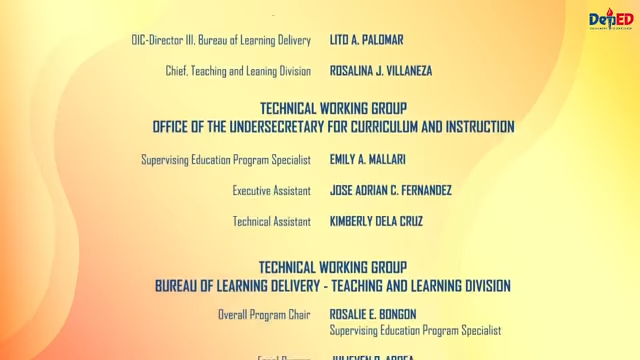 DepED
OIC-Director III, Bureau of Learning Delivery LITO A. PALOMAR
Chief, Teaching and Leaning Division ROSALINA J. VILLANEZA
TECHNICAL WORKING GROUP
OFFICE OF THE UNDERSECRETARY FOR CURRICULUM AND INSTRUCTION
Supervising Education Program Specialist EMILY A. MALLARI
Executive Assistant JOSE ADRIAN C. FERNANDEZ
Technical Assistant KIMBERLY DELA CRUZ
TECHNICAL WORKING GROUP
BUREAU OF LEARNING DELIVERY - TEACHING AND LEARNING DIVISION
Overall Program Chair ROSALIE E. BONGON
Supervising Education Program Specialist